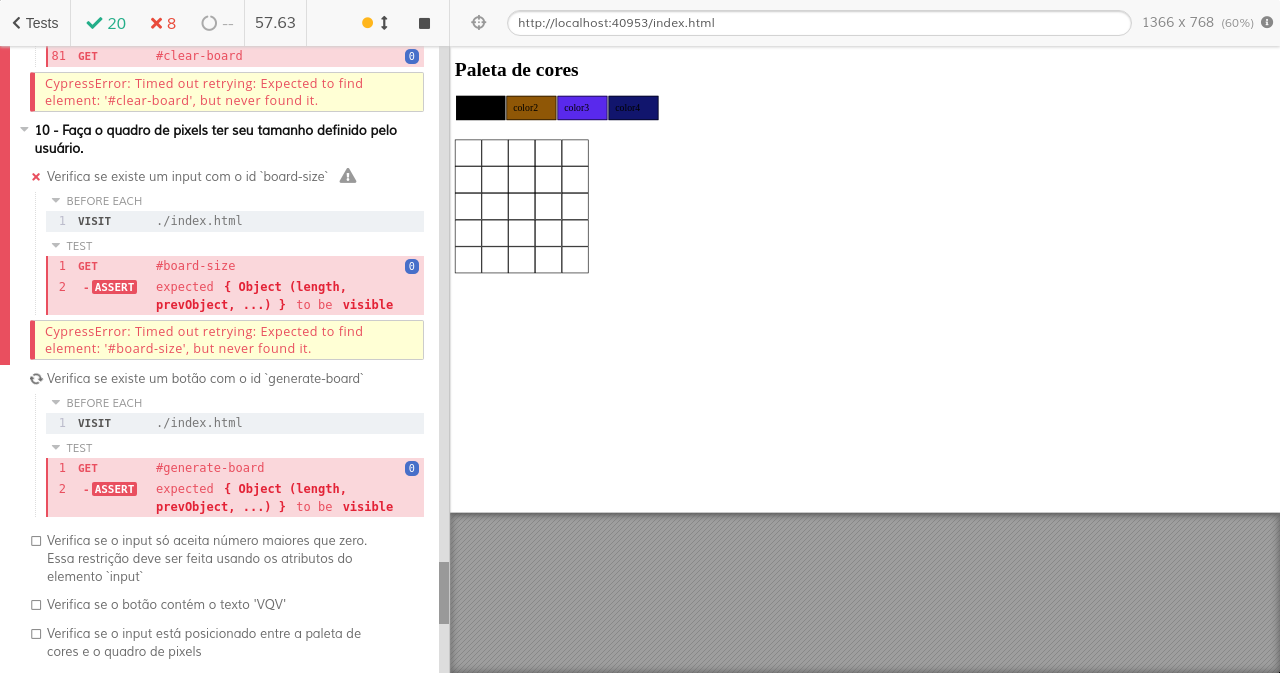 Tests
20
8
--
57.63
http://localhost:40953/index.html
1366 x 768 (60%)
81 GET #clear-board 0
CypressError: Timed out retrying: Expected to find
element: '#clear-board', but never found it.
10 - Faça o quadro de pixels ter seu tamanho definido pelo
usuário.
Verifica se existe um input com o id `board-size`
BEFORE EACH
1 VISIT ./index.html
TEST
1 GET #board-size 0
2 -ASSERT expected { Object (length,
prevObject, ...) } to be visible
CypressError: Timed out retrying: Expected to find
element: '#board-size', but never found it.
Verifica se existe um botão com o id `generate-board`
BEFORE EACH
1 VISIT ./index.html
TEST
1 GET #generate-board 0
2 -ASSERT expected { Object (length,
prevObject, ...) } to be visible
Verifica se o input só aceita número maiores que zero.
Essa restrição deve ser feita usando os atributos do
elemento `input`
Verifica se o botão contém o texto 'VQV'
Verifica se o input está posicionado entre a paleta de
cores e o quadro de pixels
Paleta de cores
color2 color3 color4